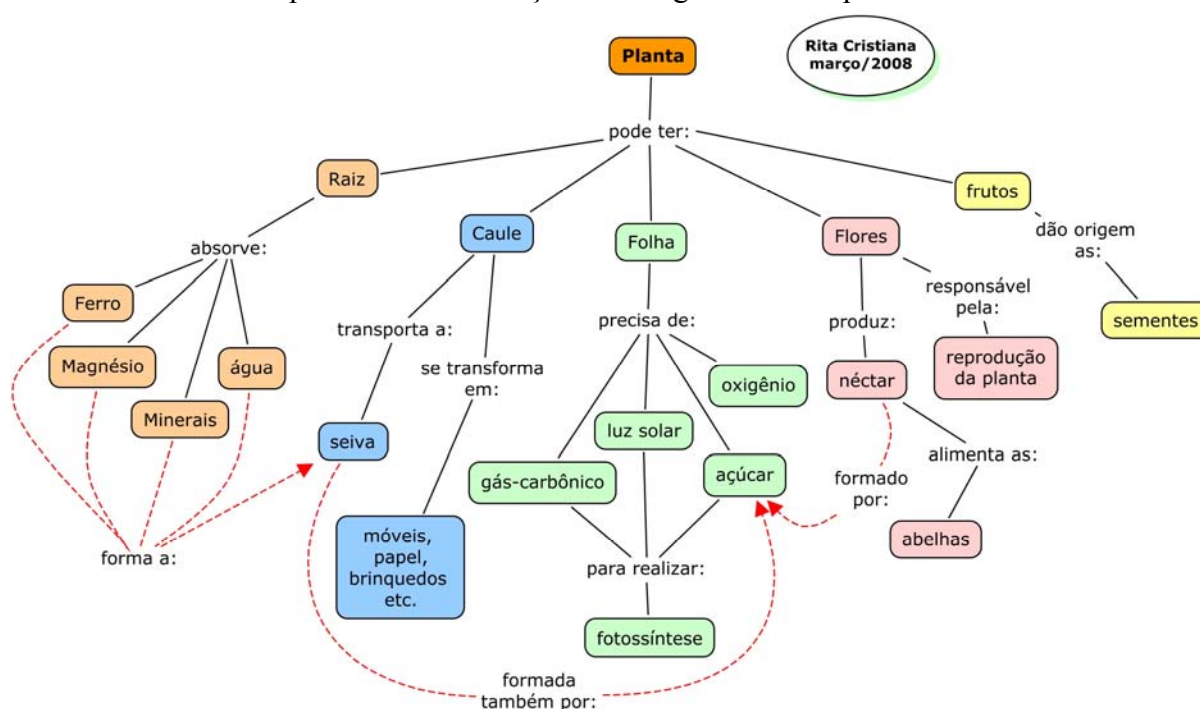 Planta
Rita Cristiana
março/2008
pode ter:
Raiz
absorve:
Ferro
Magnésio
Minerais
água
forma a:
Caule
transporta a:
seiva
se transforma
em:
móveis,
papel,
brinquedos
etc.
formada
também por:
Folha
precisa de:
gás-carbônico
luz solar
açúcar
oxigênio
para realizar:
fotossíntese
Flores
produz:
néctar
formado
por:
alimenta as:
abelhas
responsável
pela:
reprodução
da planta
frutos
dão origem
as:
sementes